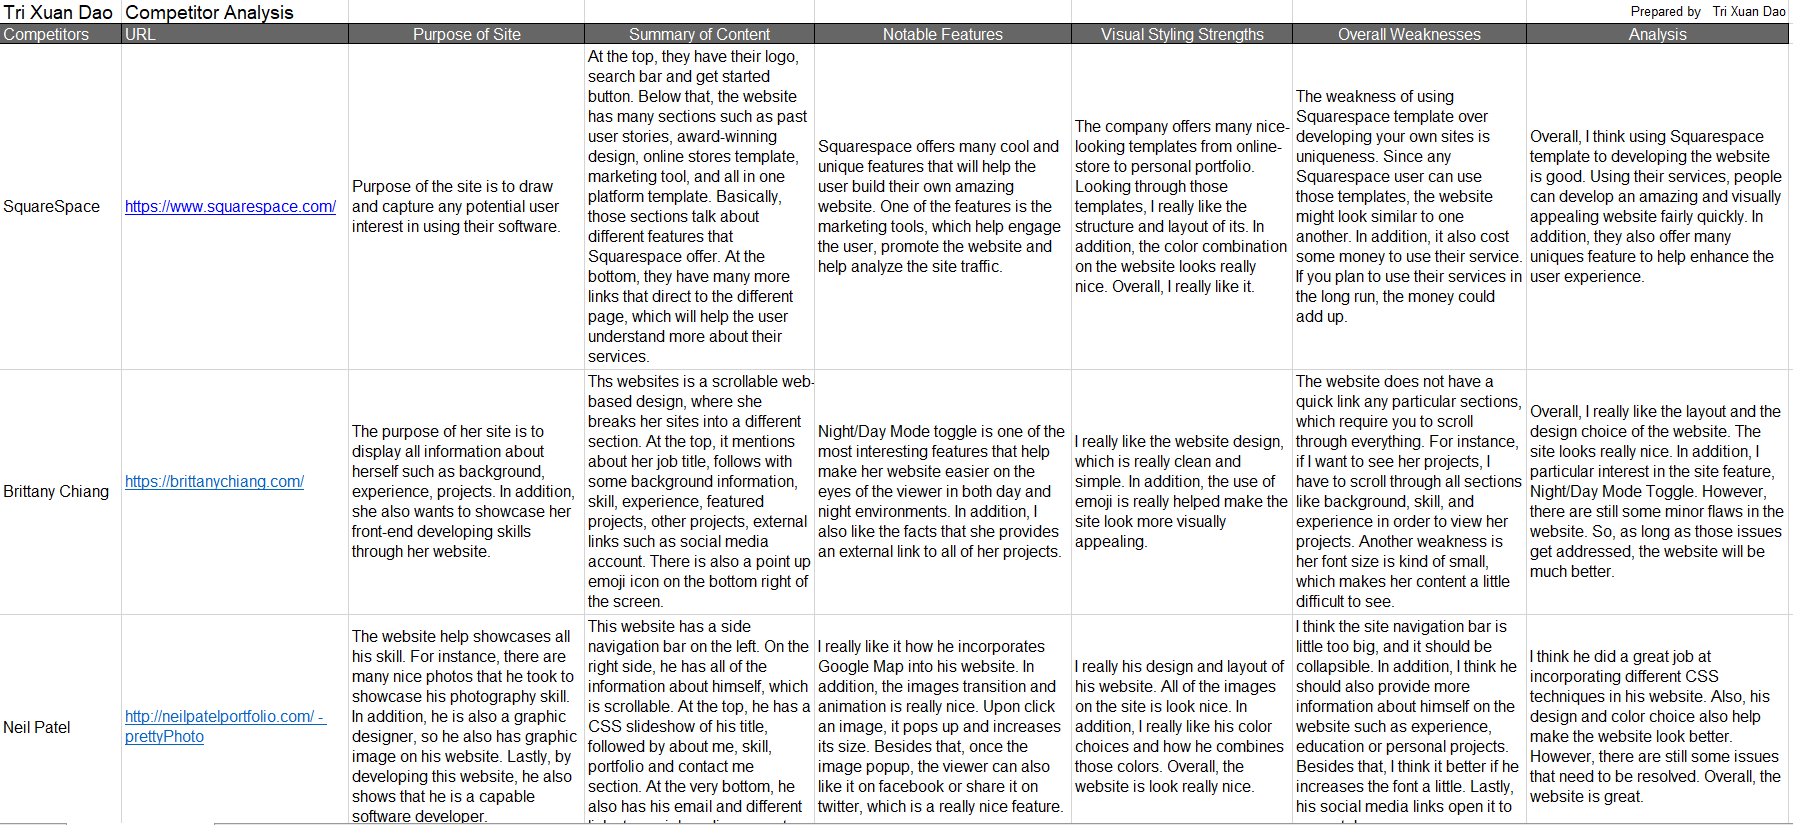 Tri Xuan Dao Competitor Analysis Prepared by Tri Xuan Dao
Competitors URL Purpose of Site Summary of Content Notable Features Visual Styling Strengths Overall Weaknesses Analysis
SquareSpace
https://www.squarespace.com/
Purpose of the site is to draw
and capture any potential user
interest in using their software.
At the top, they have their logo,
search bar and get started
button. Below that, the website
has many sections such as past
user stories, award-winning
design, online stores template,
marketing tool, and all in one
platform template. Basically,
those sections talk about
different features that
Squarespace offer. At the
bottom, they have many more
links that direct to the different
page, which will help the user
understand more about their
services.
Squarespace offers many cool and
unique features that will help the
user build their own amazing
website. One of the features is the
marketing tools, which help engage
the user, promote the website and
help analyze the site traffic.
The company offers many nice-
looking templates from online-
store to personal portfolio.
Looking through those
templates, I really like the
structure and layout of its. In
addition, the color combination
on the website looks really
nice. Overall, I really like it.
The weakness of using
Squarespace template over
developing your own sites is
uniqueness. Since any
Squarespace user can use
those templates, the website
might look similar to one
another. In addition, it also cost
some money to use their service.
If you plan to use their services in
the long run, the money could
add up.
Overall, I think using Squarespace
template to developing the website
is good. Using their services, people
can develop an amazing and visually
appealing website fairly quickly. In
addition, they also offer many
uniques feature to help enhance the
user experience.
Brittany Chiang
https://brittanychiang.com/
The purpose of her site is to
display all information about
herself such as background,
experience, projects. In addition,
she also wants to showcase her
front-end developing skills
through her website.
Ths websites is a scrollable web-
based design, where she
breaks her sites into a different
section. At the top, it mentions
about her job title, follows with
some background information,
skill, experience, featured
projects, other projects, external
links such as social media
account. There is also a point up
emoji icon on the bottom right of
the screen.
Night/Day Mode toggle is one of the
most interesting features that help
make her website easier on the
eyes of the viewer in both day and
night environments. In addition, I
also like the facts that she provides
an external link to all of her projects.
I really like the website design,
which is really clean and
simple. In addition, the use of
emoji is really helped make the
site look more visually
appealing.
The website does not have a
quick link any particular sections,
which require you to scroll
through everything. For instance,
if I want to see her projects, I
have to scroll through all sections
like background, skill, and
experience in order to view her
projects. Another weakness is
her font size is kind of small,
which makes her content a little
difficult to see.
Overall, I really like the layout and the
design choice of the website. The
site looks really nice. In addition, I
particular interest in the site feature,
Night/Day Mode Toggle. However,
there are still some minor flaws in the
website. So, as long as those issues
get addressed, the website will be
much better.
Neil Patel
http://neilpatelportfolio.com/ -
prettyPhoto
The website help showcases all
his skill. For instance, there are
many nice photos that he took to
showcase his photography skill.
In addition, he is also a graphic
designer, so he also has graphic
image on his website. Lastly, by
developing this website, he also
shows that he is a capable
software developer.
This website has a side
navigation bar on the left. On the
right side, he has all of the
information about himself, which
is scrollable. At the top, he has a
CSS slideshow of his title,
followed by about me, skill,
portfolio and contact me
section. At the very bottom, he
also has his email and different
I really like it how he incorporates
Google Map into his website. In
addition, the images transition and
animation is really nice. Upon click
an image, it pops up and increases
its size. Besides that, once the
image popup, the viewer can also
like it on facebook or share it on
twitter, which is a really nice feature.
I really his design and layout of
his website. All of the images
on the site is look nice. In
addition, I really like his color
choices and how he combines
those colors. Overall, the
website is look really nice.
I think the site navigation bar is
little too big, and it should be
collapsible. In addition, I think he
should also provide more
information about himself on the
website such as experience,
education or personal projects.
Besides that, I think it better if he
increases the font a little. Lastly,
his social media links open it to
I think he did a great job at
incorporating different CSS
techniques in his website. Also, his
design and color choice also help
make the website look better.
However, there are still some issues
that need to be resolved. Overall, the
website is great.